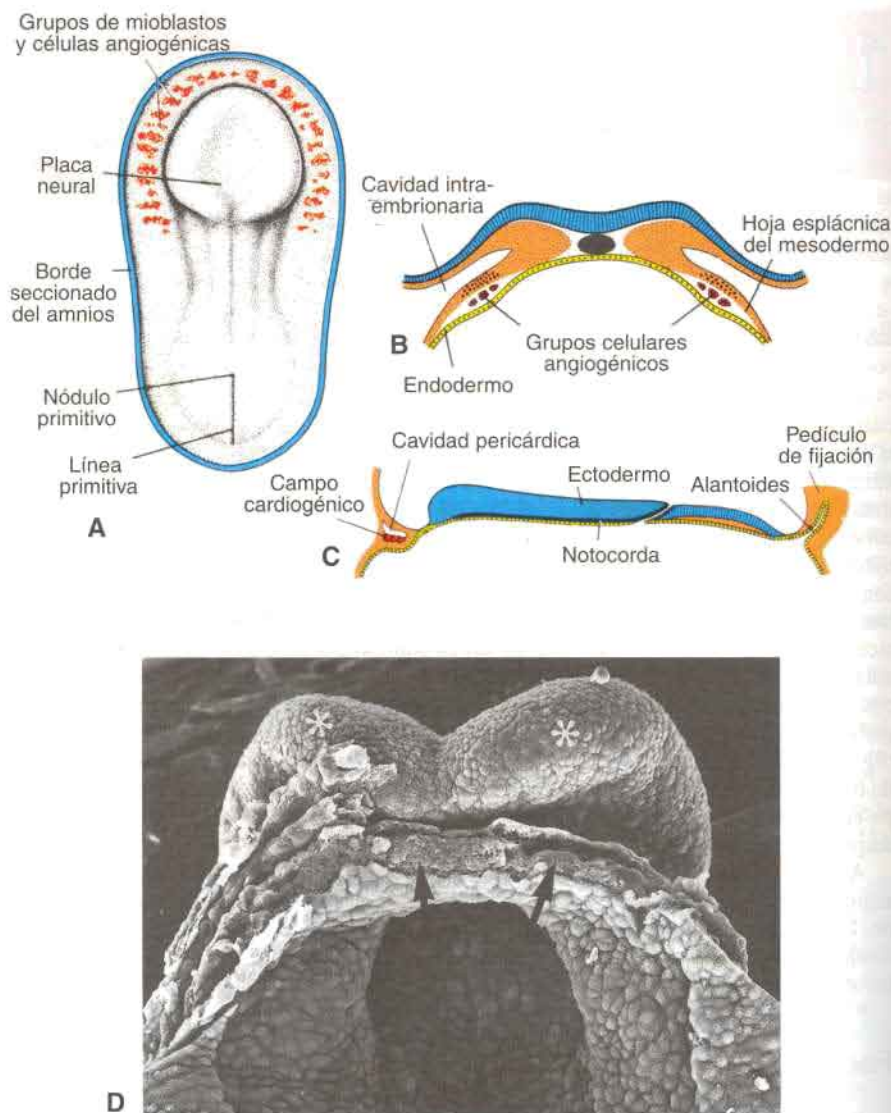 Grupos de mioblastos
y células angiogénicas
Placa
neural
Borde
seccionado
del amnios
Nódulo
primitivo
Línea
primitiva
A
Cavidad intra-
embrionaria
Hoja esplácnica
del mesodermo
B
Grupos celulares
angiogénicos
Endodermo
Cavidad pericárdica
Campo
cardiogénico
Ectodermo
Pedículo
de fijación
Alantoides
C
Notocorda
D